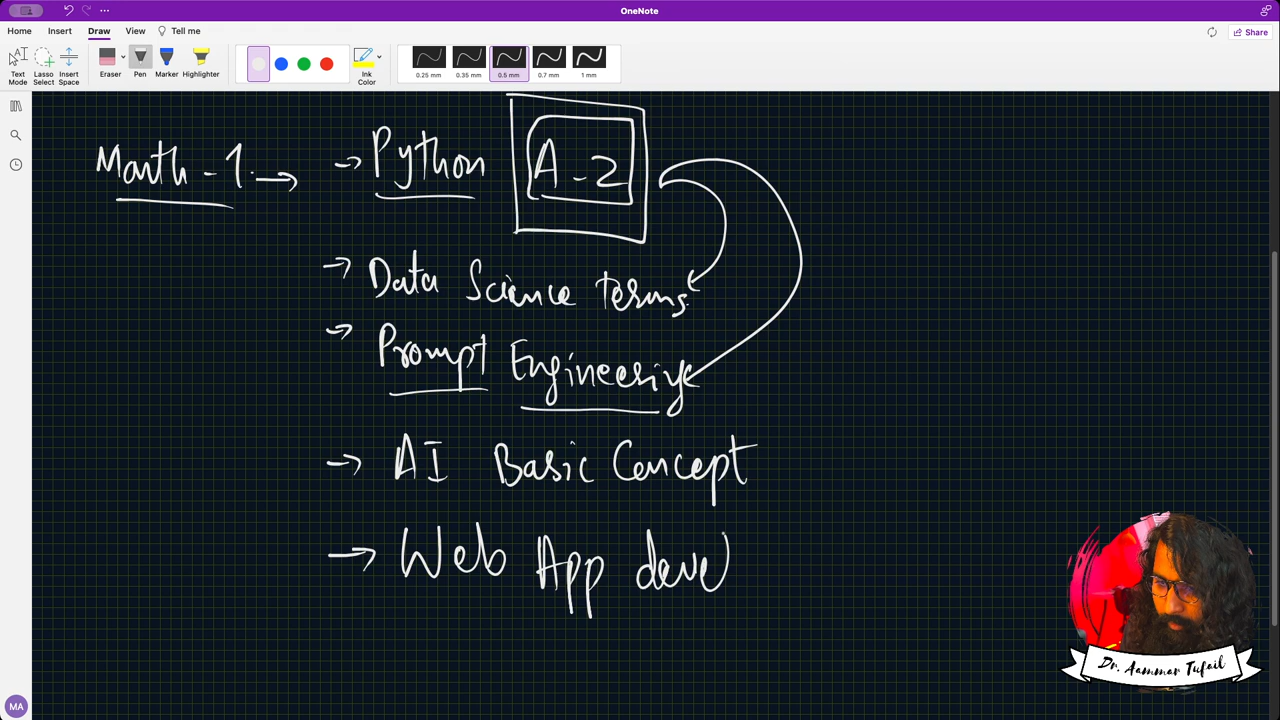 OneNote
Home Insert Draw View Tell me Share
Text Mode Lasso Select Insert Space Eraser Pen Marker Highlighter Ink Color 0.25 mm 0.35 mm 0.5 mm 0.7 mm 1 mm
Month - 1 → → Python A-2
→ Data Science terms
→ Prompt Engineering
→ AI Basic Concept
→ Web App deve
Dr. Aammar Tufail
MA